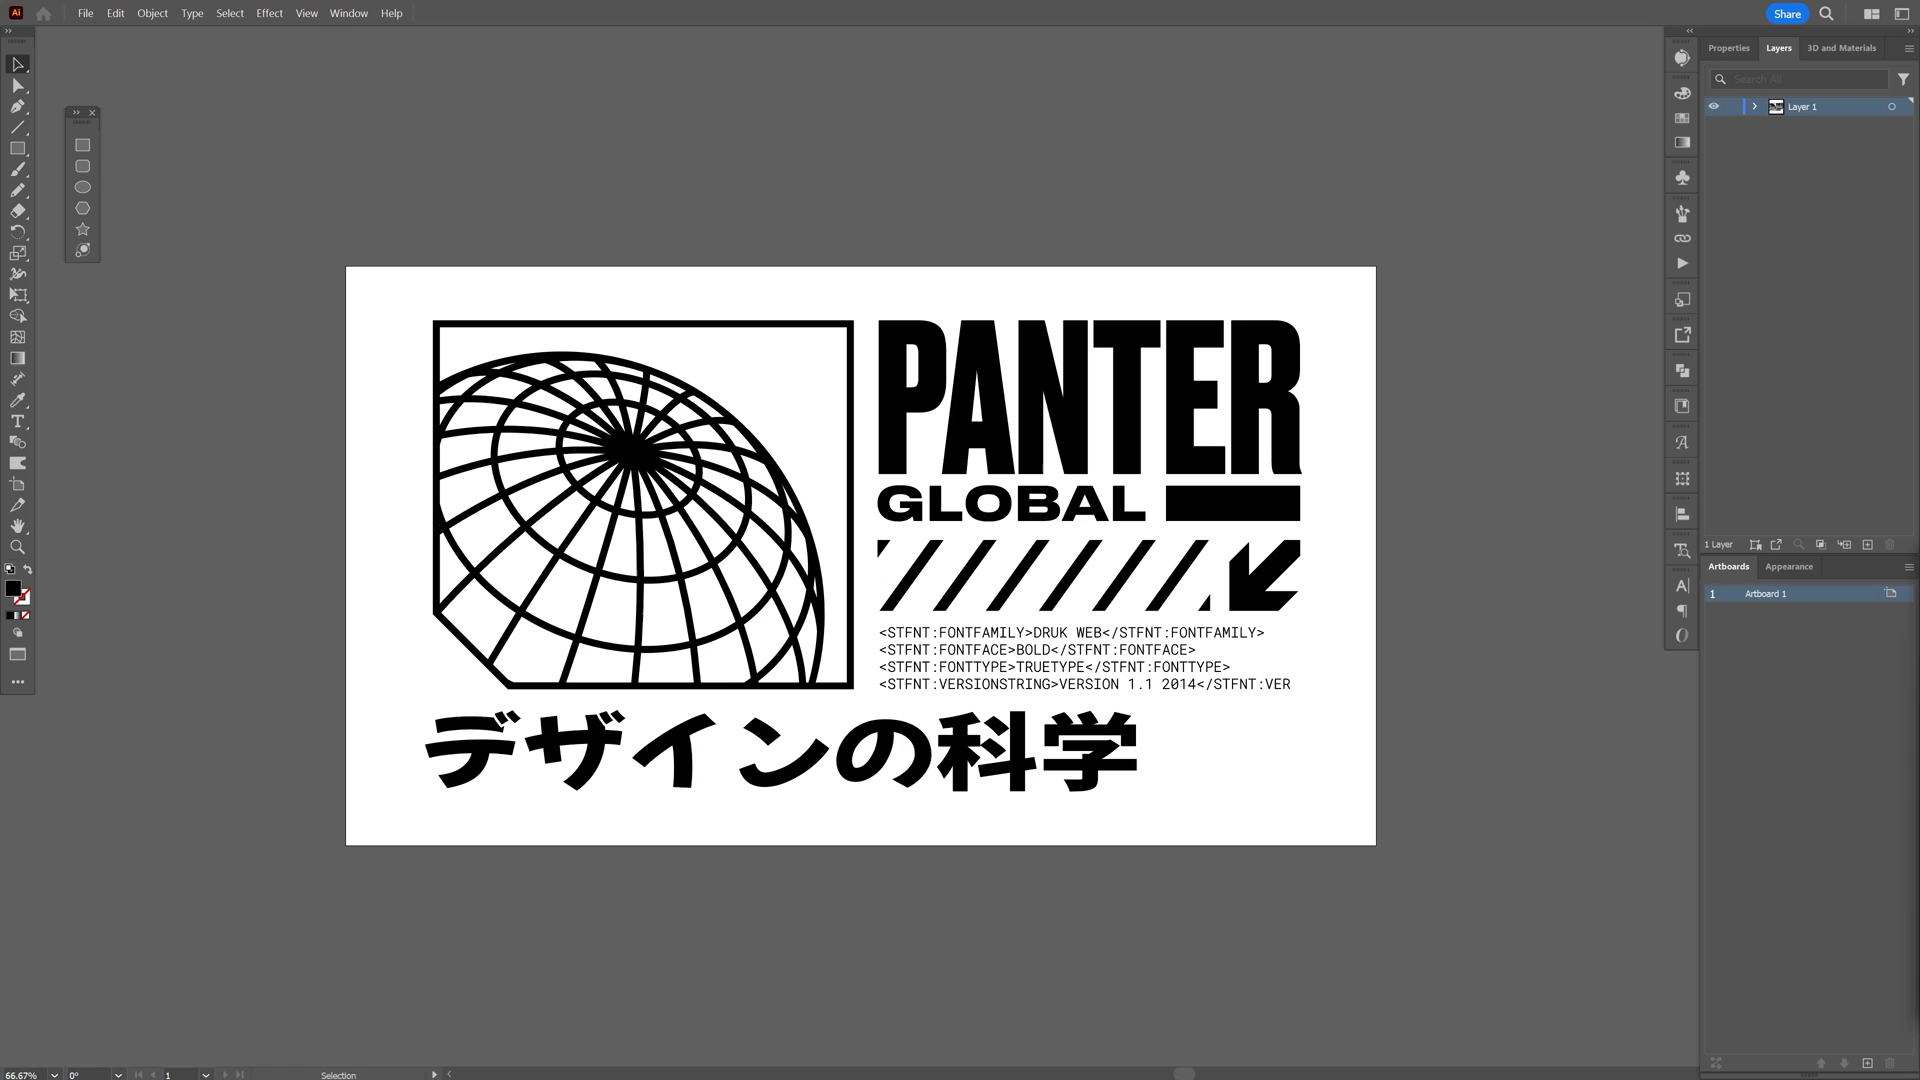 Ai File Edit Object Type Select Effect View Window Help Share
Properties Layers 3D and Materials
Search All
Layer 1
PANTER
GLOBAL
<STFNT:FONTFAMILY>DRUK WEB</STFNT:FONTFAMILY>
<STFNT:FONTFACE>BOLD</STFNT:FONTFACE>
<STFNT:FONTTYPE>TRUETYPE</STFNT:FONTTYPE>
<STFNT:VERSIONSTRING>VERSION 1.1 2014</STFNT:VER
デザインの科学
1 Layer
Artboards Appearance
1 Artboard 1
66.67% 0° 1 Selection